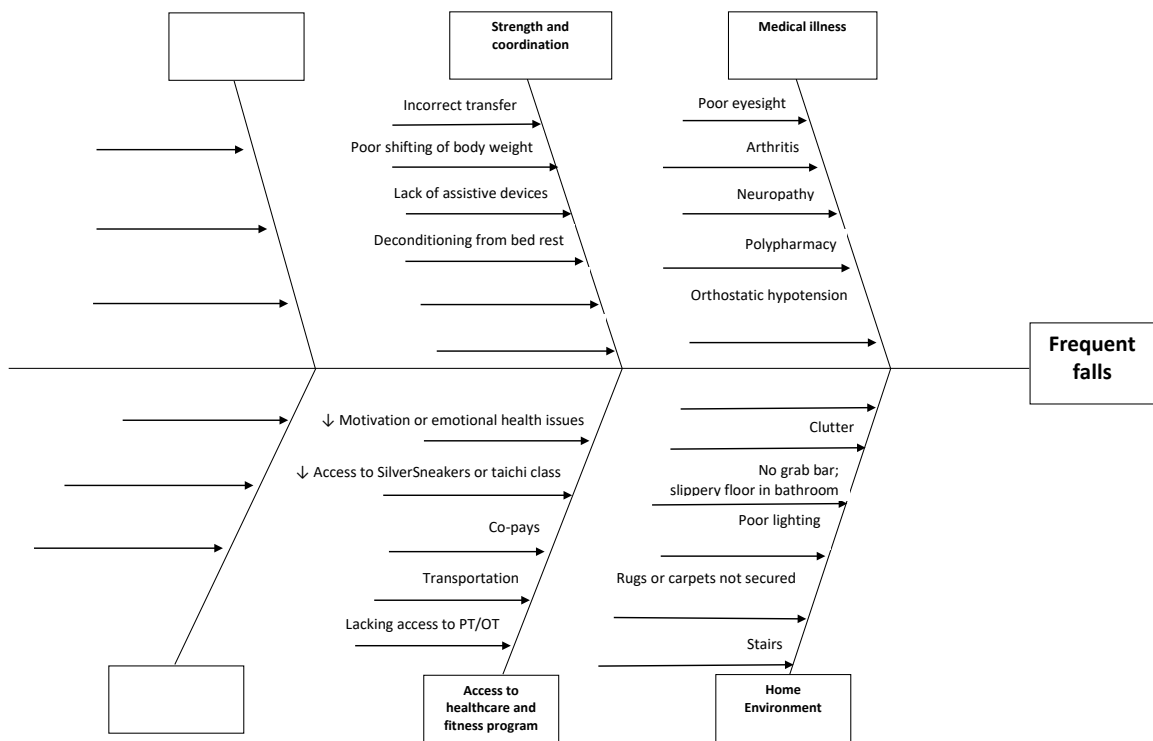 Strength and
coordination
Medical illness
Incorrect transfer
Poor shifting of body weight
Lack of assistive devices
Deconditioning from bed rest
Poor eyesight
Arthritis
Neuropathy
Polypharmacy
Orthostatic hypotension
Frequent
falls
↓ Motivation or emotional health issues
↓ Access to SilverSneakers or taichi class
Co-pays
Transportation
Lacking access to PT/OT
Clutter
No grab bar;
slippery floor in bathroom
Poor lighting
Rugs or carpets not secured
Stairs
Access to
healthcare and
fitness program
Home
Environment